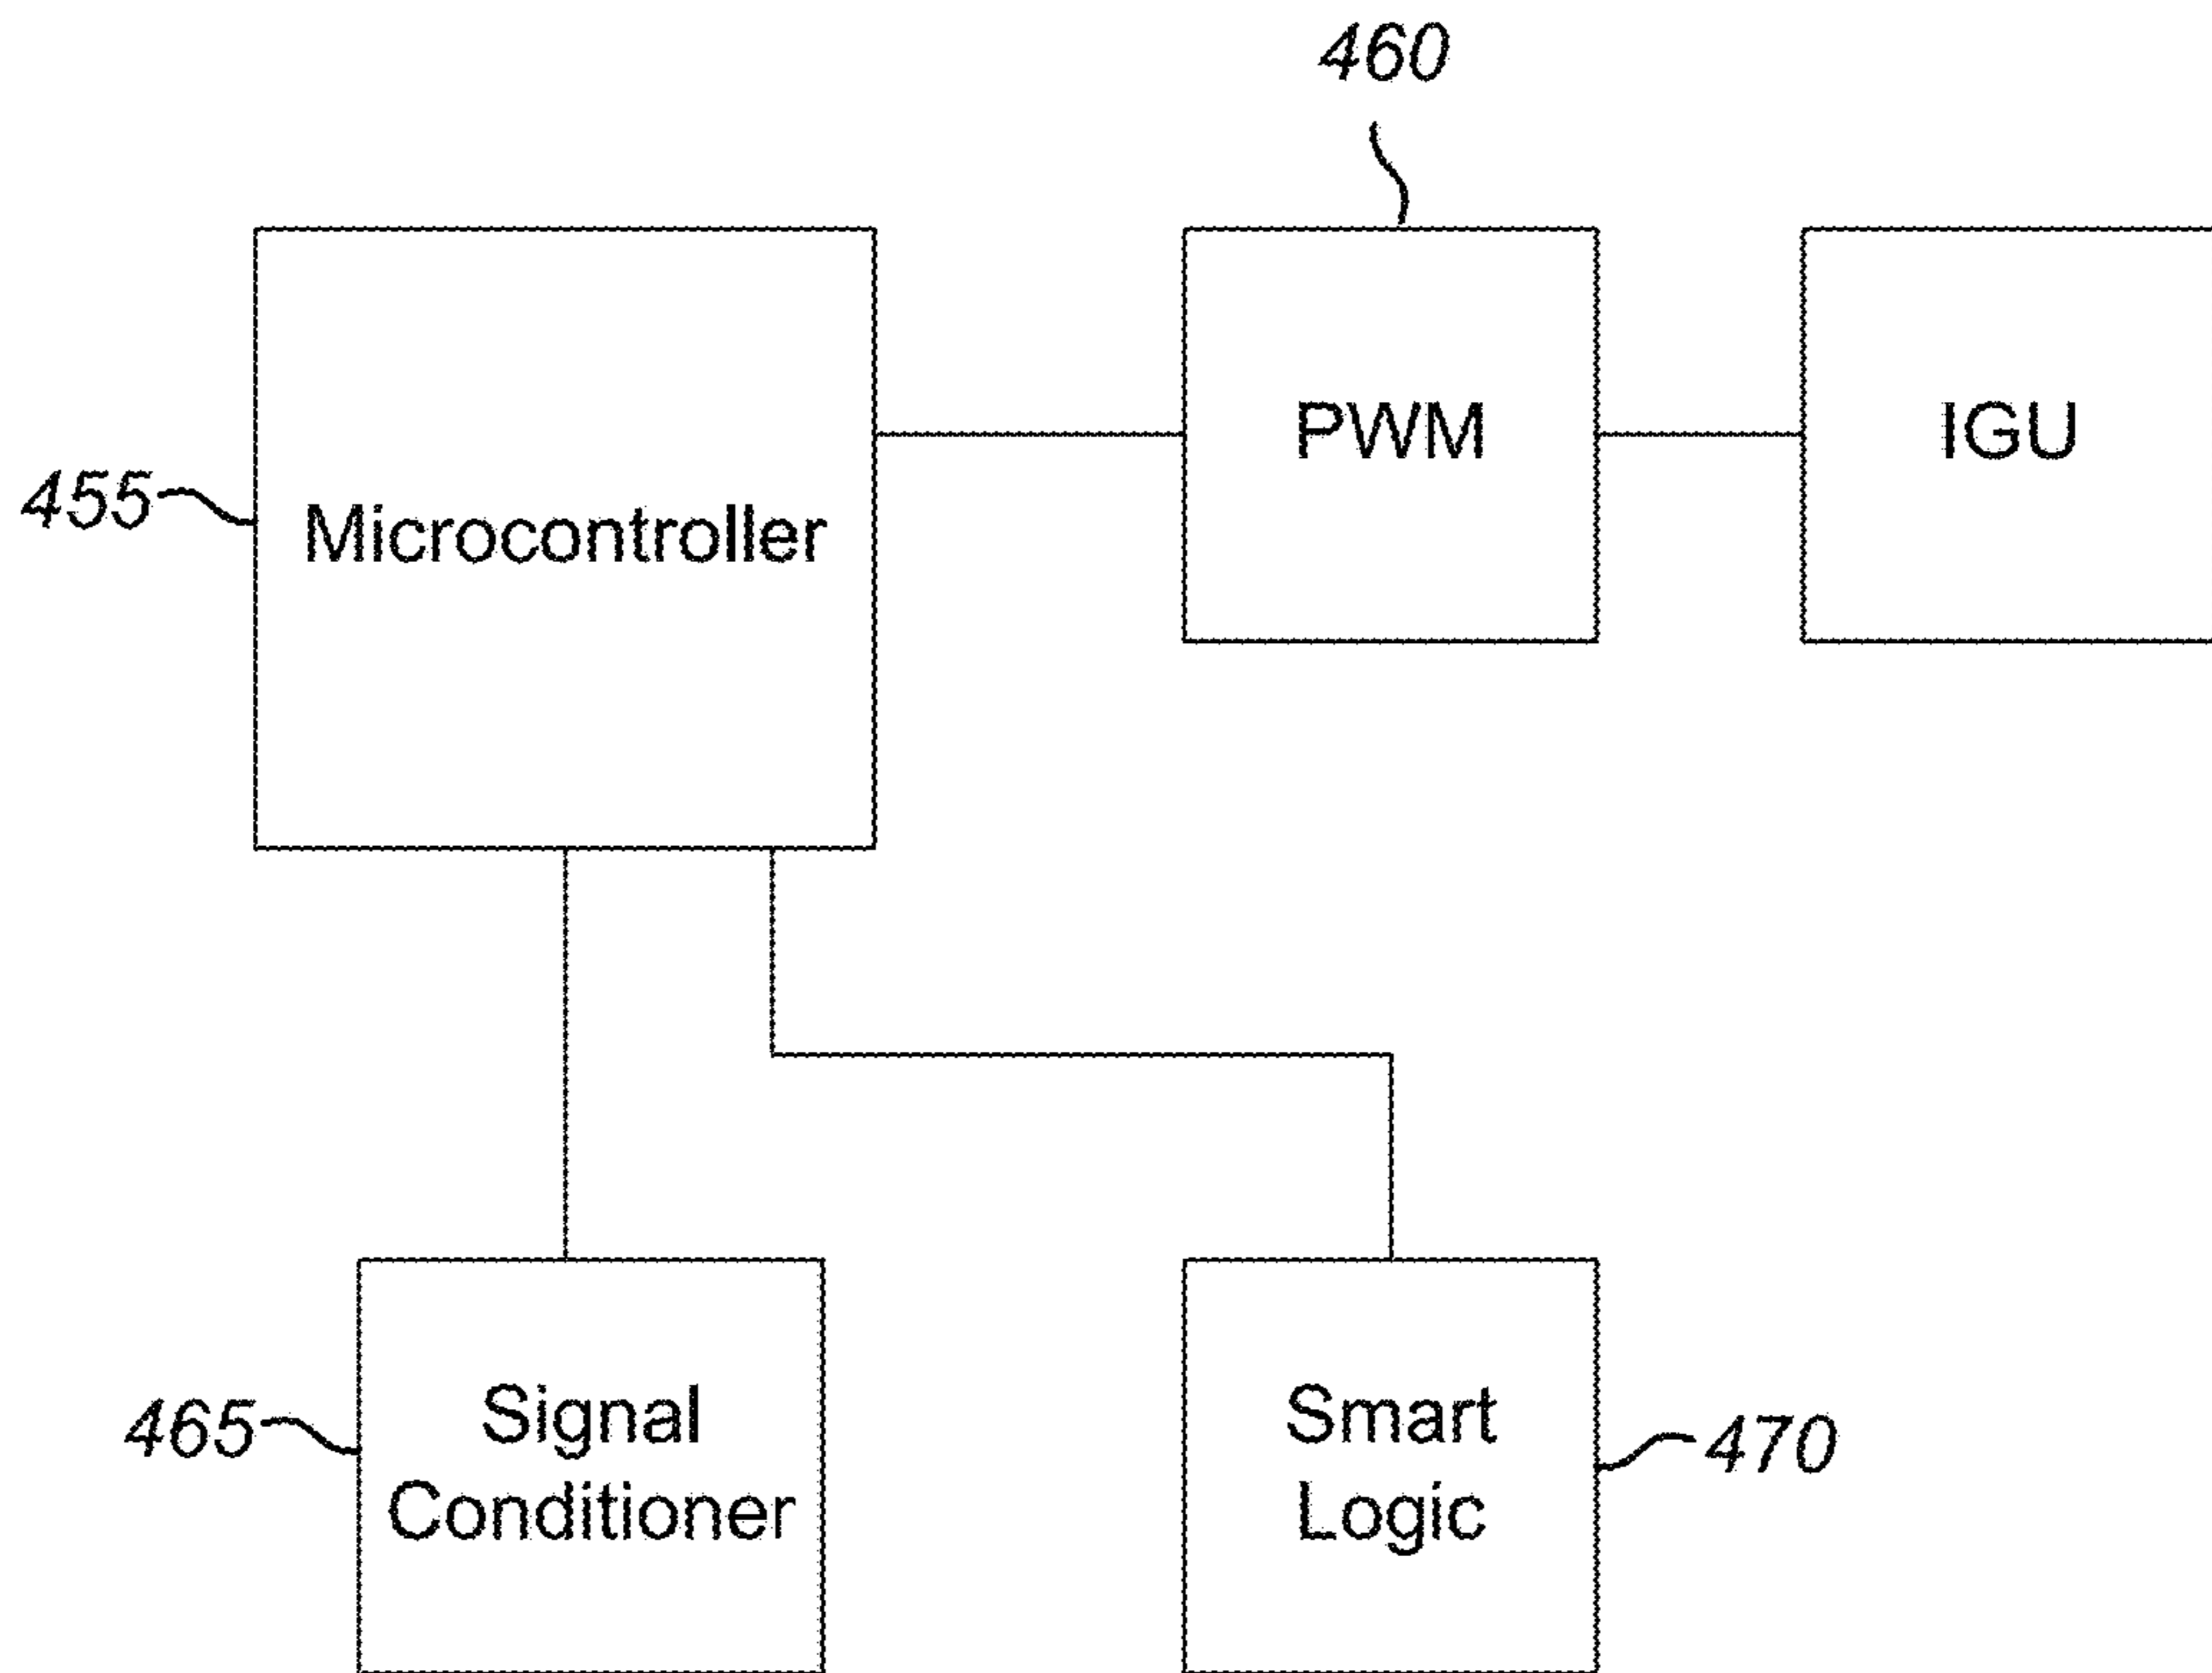 460
455
Microcontroller
PWM
IGU
465
Signal
Conditioner
Smart
Logic
470